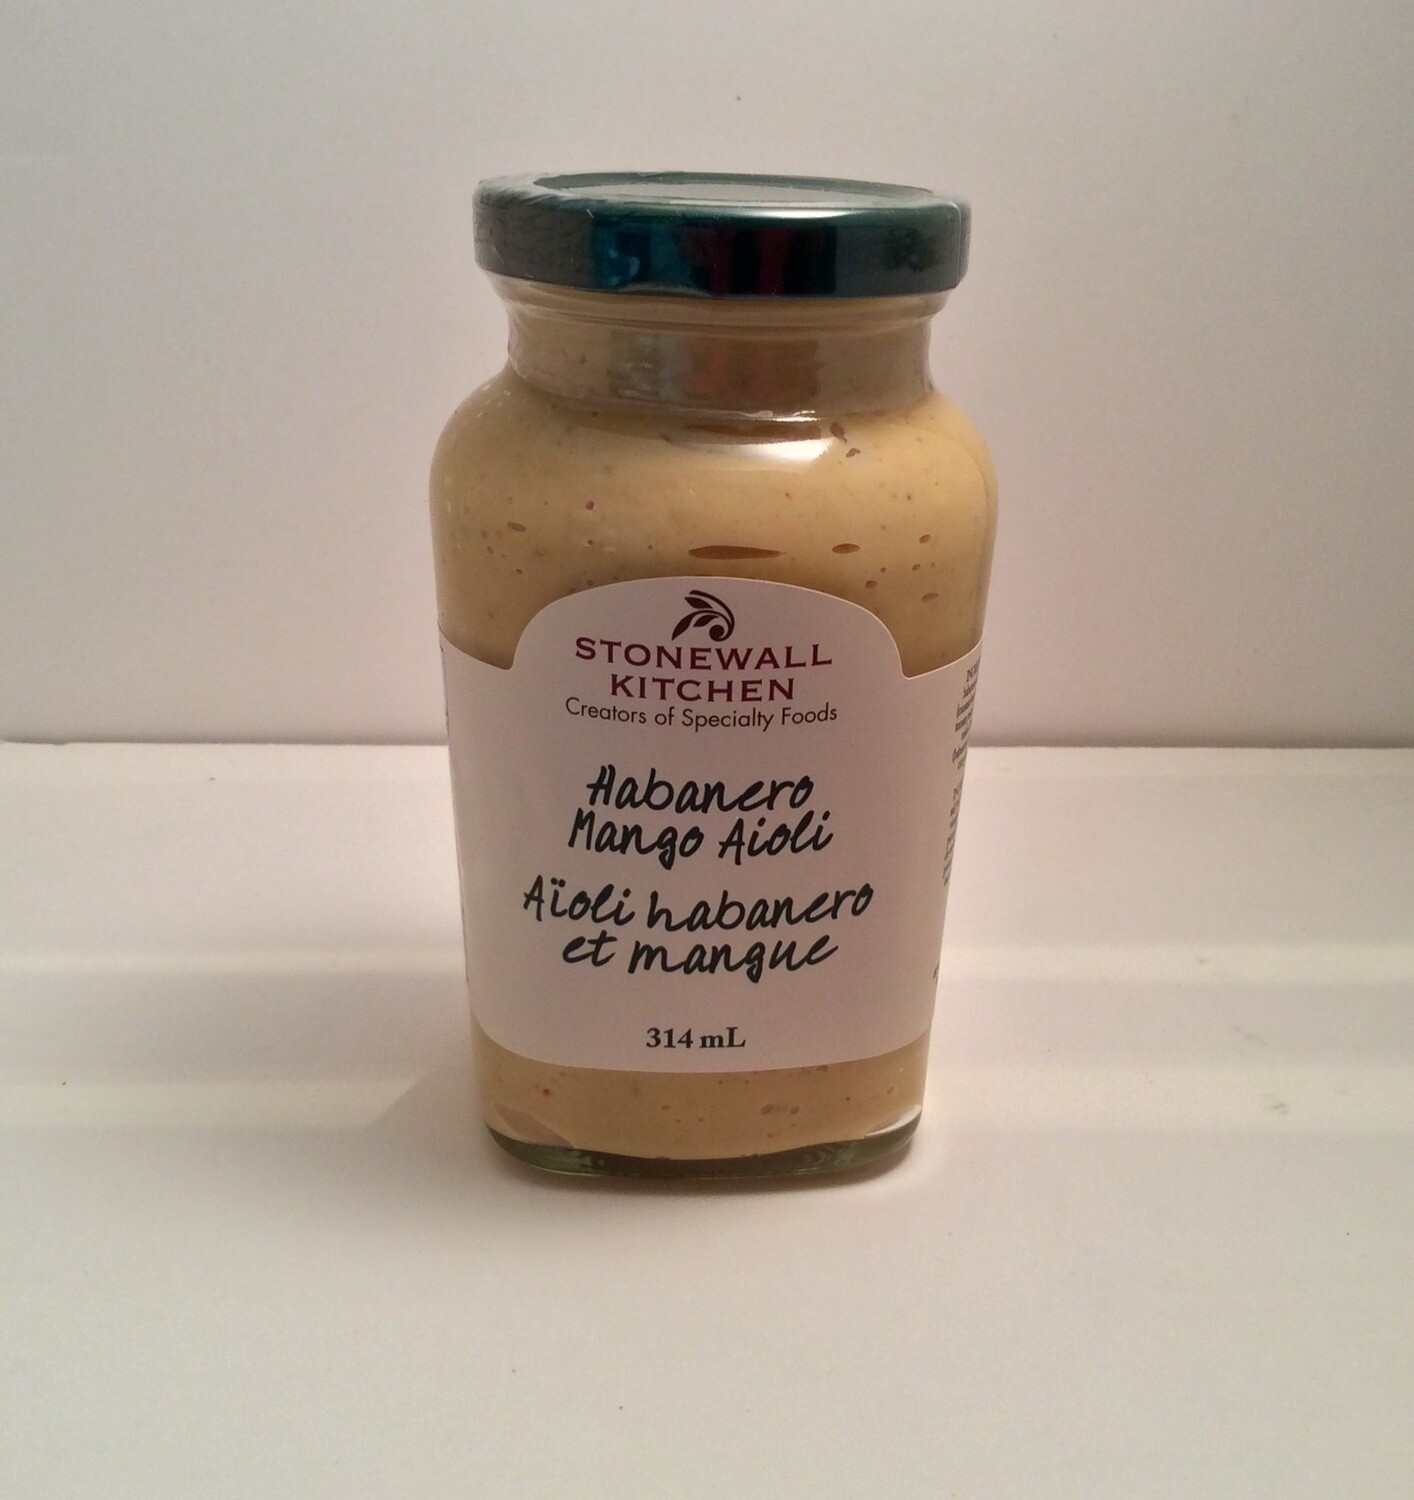 STONEWALL
KITCHEN
Creators of Specialty Foods
Habanero
Mango Aioli
Aïoli habanero
et mangue
314 mL